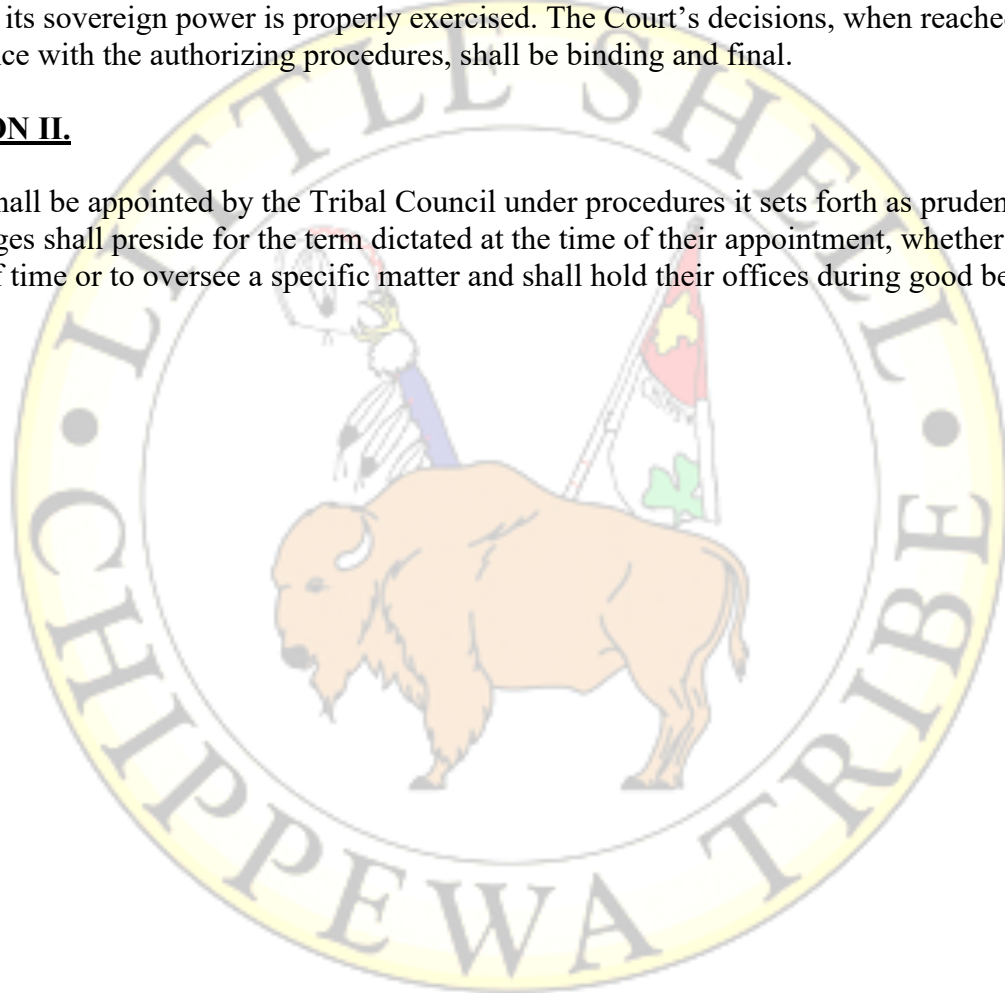 its sovereign power is properly exercised. The Court’s decisions, when reached
ce with the authorizing procedures, shall be binding and final.
ON II.
hall be appointed by the Tribal Council under procedures it sets forth as pruden
ges shall preside for the term dictated at the time of their appointment, whether
f time or to oversee a specific matter and shall hold their offices during good be
LITTLE SHELL
CHIPPEWA TRIBE